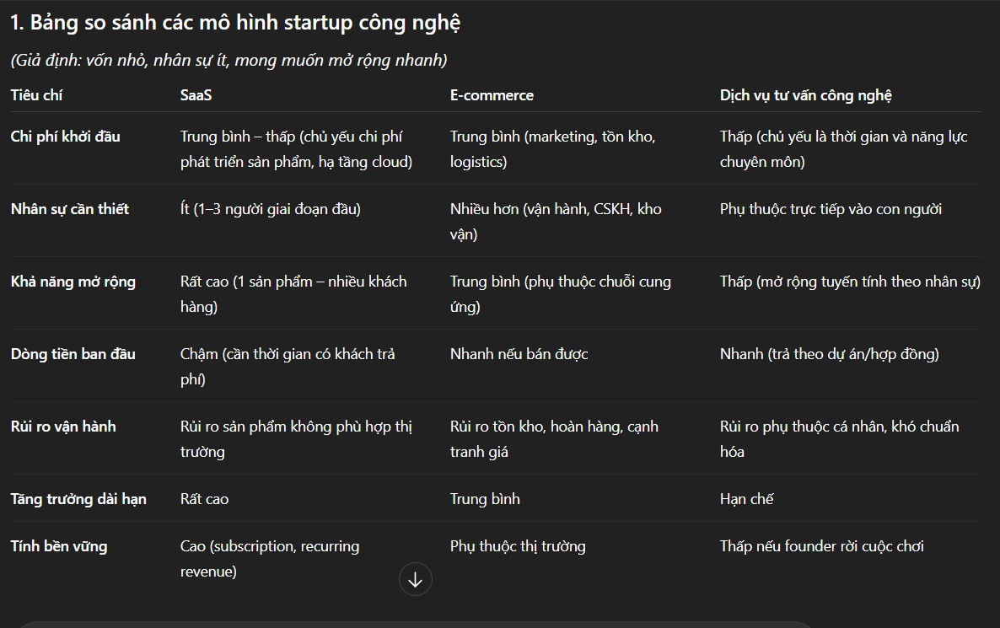 1. Bảng so sánh các mô hình startup công nghệ
(Giả định: vốn nhỏ, nhân sự ít, mong muốn mở rộng nhanh)
Tiêu chí SaaS E-commerce Dịch vụ tư vấn công nghệ
Chi phí khởi đầu Trung bình – thấp (chủ yếu chi phí phát triển sản phẩm, hạ tầng cloud) Trung bình (marketing, tồn kho, logistics) Thấp (chủ yếu là thời gian và năng lực chuyên môn)
Nhân sự cần thiết Ít (1–3 người giai đoạn đầu) Nhiều hơn (vận hành, CSKH, kho vận) Phụ thuộc trực tiếp vào con người
Khả năng mở rộng Rất cao (1 sản phẩm – nhiều khách hàng) Trung bình (phụ thuộc chuỗi cung ứng) Thấp (mở rộng tuyến tính theo nhân sự)
Dòng tiền ban đầu Chậm (cần thời gian có khách trả phí) Nhanh nếu bán được Nhanh (trả theo dự án/hợp đồng)
Rủi ro vận hành Rủi ro sản phẩm không phù hợp thị trường Rủi ro tồn kho, hoàn hàng, cạnh tranh giá Rủi ro phụ thuộc cá nhân, khó chuẩn hóa
Tăng trưởng dài hạn Rất cao Trung bình Hạn chế
Tính bền vững Cao (subscription, recurring revenue) Phụ thuộc thị trường Thấp nếu founder rời cuộc chơi